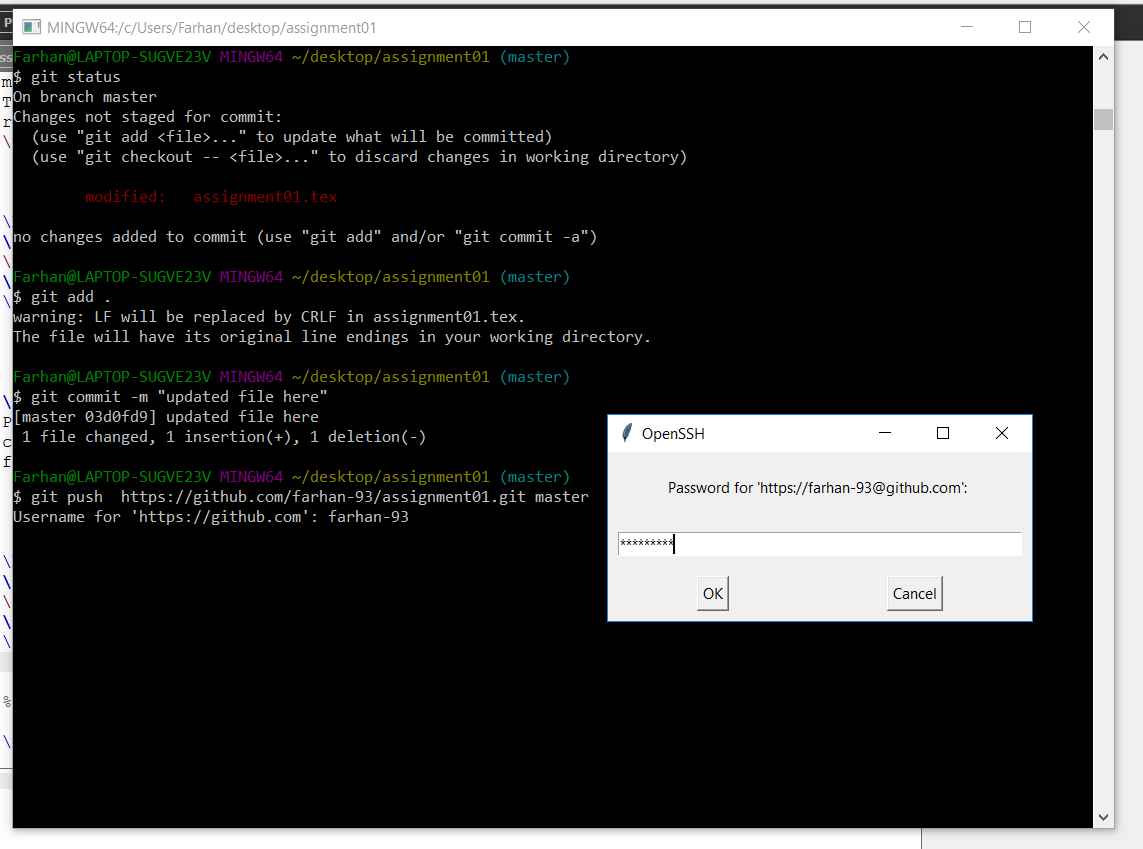 MINGW64:/c/Users/Farhan/desktop/assignment01
Farhan@LAPTOP-SUGVE23V MINGW64 ~/desktop/assignment01 (master)
$ git status
On branch master
Changes not staged for commit:
  (use "git add <file>..." to update what will be committed)
  (use "git checkout -- <file>..." to discard changes in working directory)
        modified:   assignment01.tex
no changes added to commit (use "git add" and/or "git commit -a")
Farhan@LAPTOP-SUGVE23V MINGW64 ~/desktop/assignment01 (master)
$ git add .
warning: LF will be replaced by CRLF in assignment01.tex.
The file will have its original line endings in your working directory.
Farhan@LAPTOP-SUGVE23V MINGW64 ~/desktop/assignment01 (master)
$ git commit -m "updated file here"
[master 03d0fd9] updated file here
 1 file changed, 1 insertion(+), 1 deletion(-)
Farhan@LAPTOP-SUGVE23V MINGW64 ~/desktop/assignment01 (master)
$ git push  https://github.com/farhan-93/assignment01.git master
Username for 'https://github.com': farhan-93
OpenSSH
Password for 'https://farhan-93@github.com':
*********
OK
Cancel